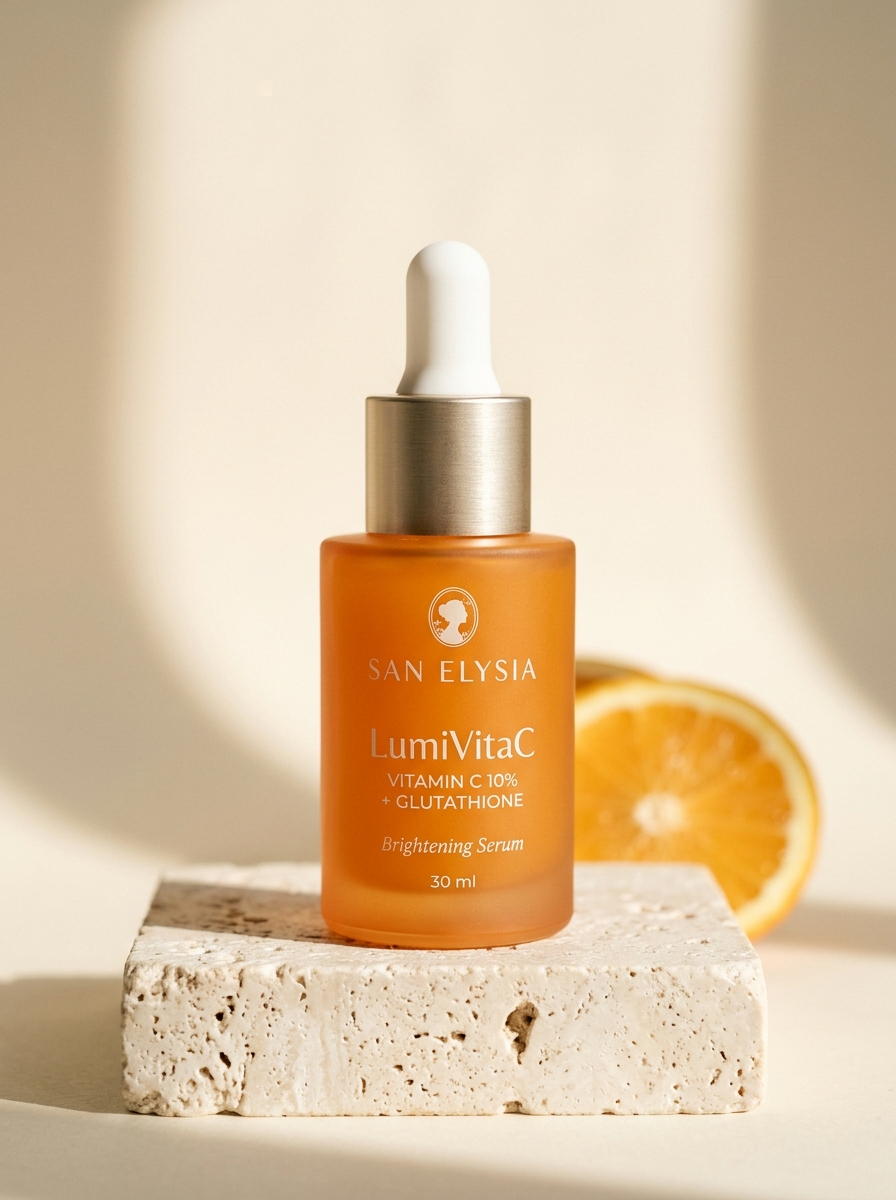 SAN ELYSIA
LumiVitaC
VITAMIN C 10%
+ GLUTATHIONE
Brightening Serum
30 ml